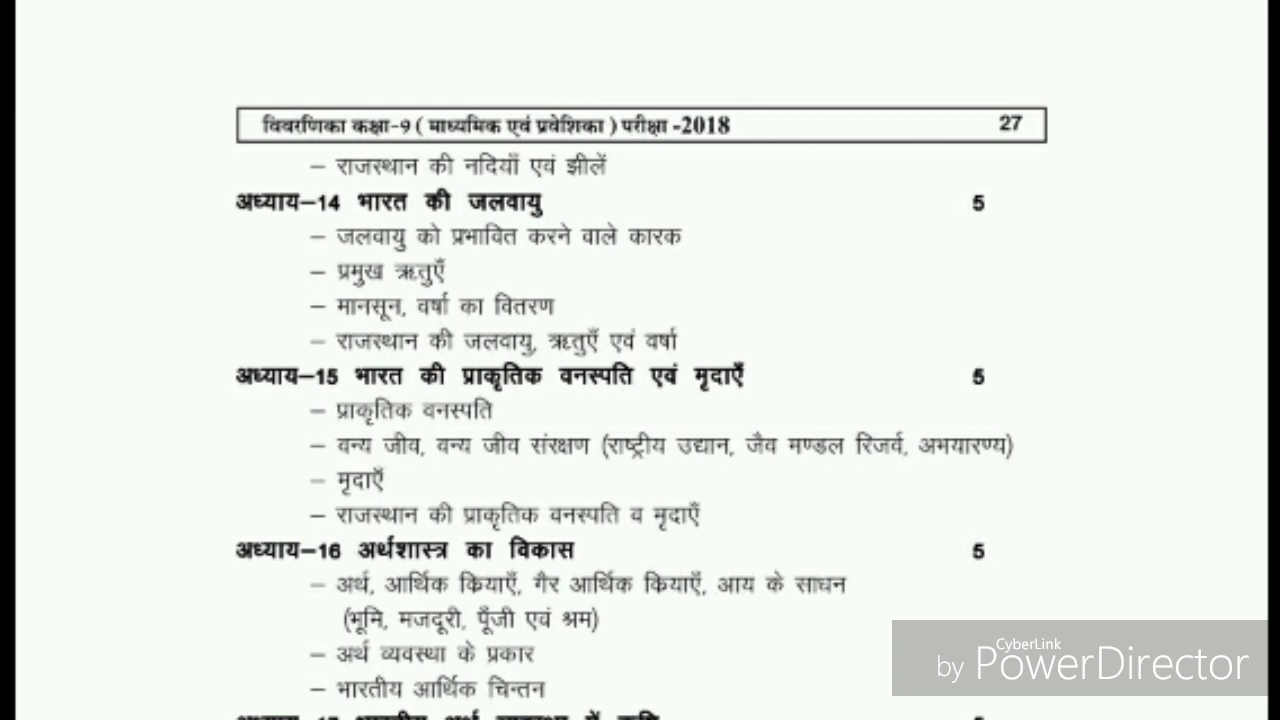 विवरणिका कक्षा-9 ( माध्यमिक एवं प्रवेशिका ) परीक्षा -2018 27
– राजस्थान की नदियाँ एवं झीलें
अध्याय–14 भारत की जलवायु 5
– जलवायु को प्रभावित करने वाले कारक
– प्रमुख ऋतुएँ
– मानसून, वर्षा का वितरण
– राजस्थान की जलवायु, ऋतुएँ एवं वर्षा
अध्याय–15 भारत की प्राकृतिक वनस्पति एवं मृदाएँ 5
– प्राकृतिक वनस्पति
– वन्य जीव, वन्य जीव संरक्षण (राष्ट्रीय उद्यान, जैव मण्डल रिजर्व, अभयारण्य)
– मृदाएँ
– राजस्थान की प्राकृतिक वनस्पति व मृदाएँ
अध्याय–16 अर्थशास्त्र का विकास 5
– अर्थ, आर्थिक कियाएँ, गैर आर्थिक कियाएँ, आय के साधन
(भूमि, मजदूरी, पूँजी एवं श्रम)
– अर्थ व्यवस्था के प्रकार
– भारतीय आर्थिक चिन्तन
CyberLink
by PowerDirector